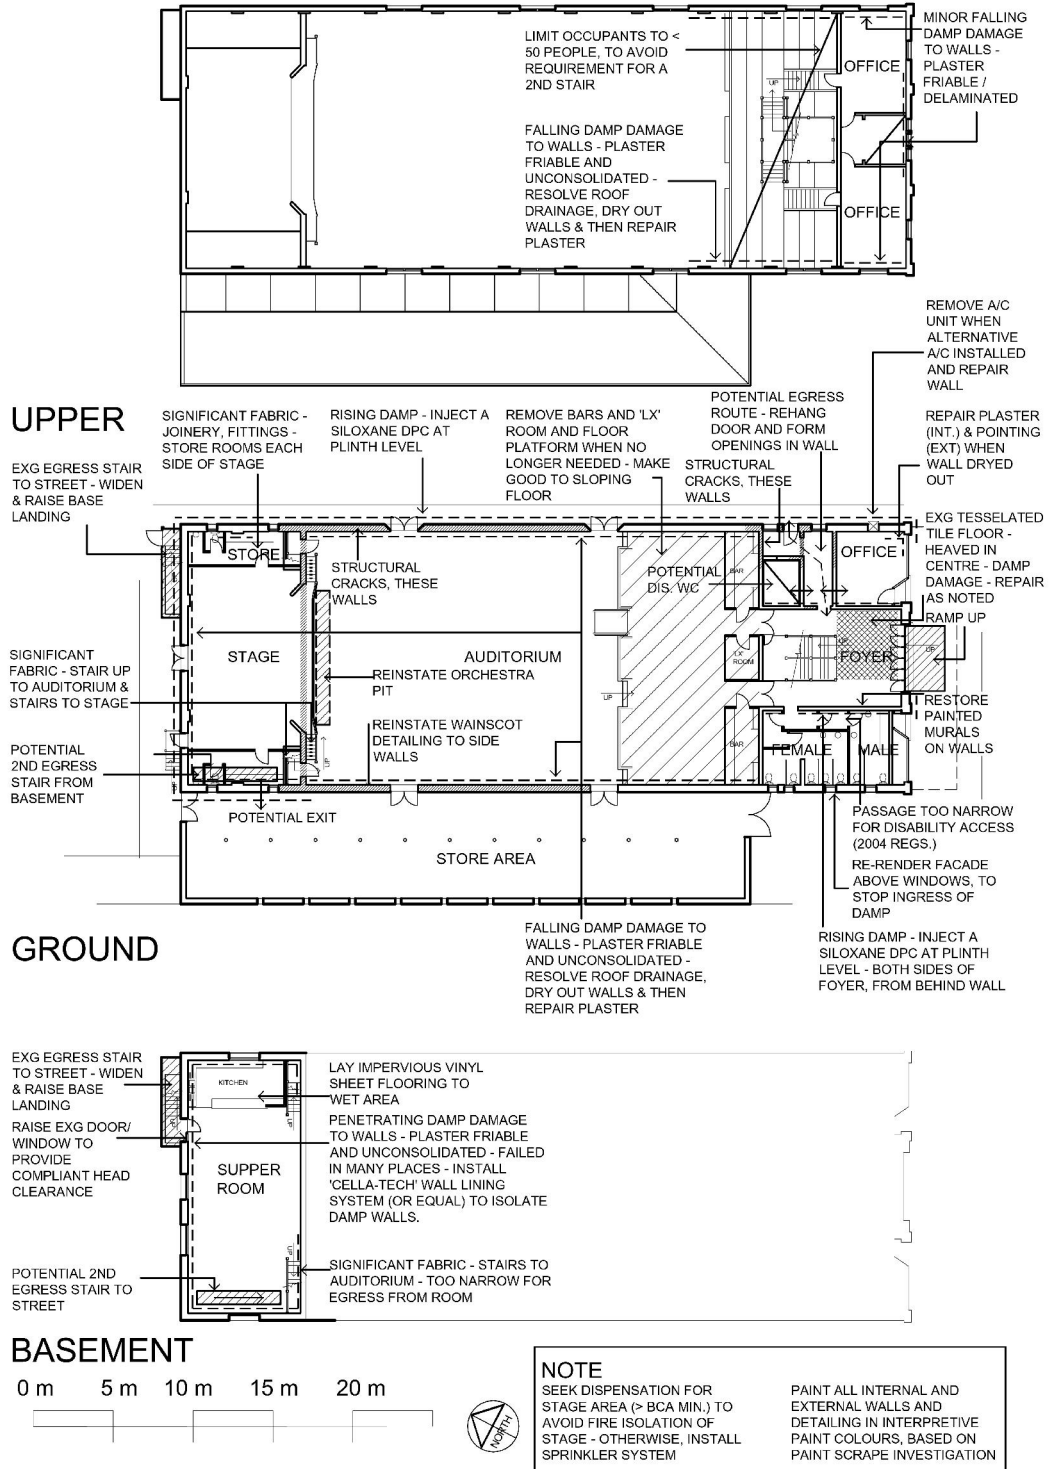 LIMIT OCCUPANTS TO <
50 PEOPLE, TO AVOID
REQUIREMENT FOR A
2ND STAIR
MINOR FALLING
DAMP DAMAGE
TO WALLS -
PLASTER
FRIABLE /
DELAMINATED
OFFICE
UP
FALLING DAMP DAMAGE
TO WALLS - PLASTER
FRIABLE AND
UNCONSOLIDATED -
RESOLVE ROOF
DRAINAGE, DRY OUT
WALLS & THEN REPAIR
PLASTER
OFFICE
UPPER
REMOVE A/C
UNIT WHEN
ALTERNATIVE
A/C INSTALLED
AND REPAIR
WALL
EXG EGRESS STAIR
TO STREET - WIDEN
& RAISE BASE
LANDING
SIGNIFICANT FABRIC -
JOINERY, FITTINGS -
STORE ROOMS EACH
SIDE OF STAGE
RISING DAMP - INJECT A
SILOXANE DPC AT
PLINTH LEVEL
REMOVE BARS AND 'LX'
ROOM AND FLOOR
PLATFORM WHEN NO
LONGER NEEDED - MAKE
GOOD TO SLOPING
FLOOR
POTENTIAL EGRESS
ROUTE - REHANG
DOOR AND FORM
OPENINGS IN WALL
STRUCTURAL
CRACKS, THESE
WALLS
REPAIR PLASTER
(INT.) & POINTING
(EXT) WHEN
WALL DRYED
OUT
EXG TESSELATED
TILE FLOOR -
HEAVED IN
CENTRE - DAMP
DAMAGE - REPAIR
AS NOTED
RAMP UP
STORE
STRUCTURAL
CRACKS, THESE
WALLS
POTENTIAL
DIS. WC
BAR
OFFICE
SIGNIFICANT
FABRIC - STAIR UP
TO AUDITORIUM &
STAIRS TO STAGE
STAGE
AUDITORIUM
REINSTATE ORCHESTRA
PIT
'LX'
ROOM
UP
FOYER
UP
UP
REINSTATE WAINSCOT
DETAILING TO SIDE
WALLS
RESTORE
PAINTED
MURALS
ON WALLS
POTENTIAL
2ND EGRESS
STAIR FROM
BASEMENT
UP
UP
BAR
FEMALE
MALE
POTENTIAL EXIT
PASSAGE TOO NARROW
FOR DISABILITY ACCESS
(2004 REGS.)
STORE AREA
RE-RENDER FACADE
ABOVE WINDOWS, TO
STOP INGRESS OF
DAMP
GROUND
FALLING DAMP DAMAGE TO
WALLS - PLASTER FRIABLE
AND UNCONSOLIDATED -
RESOLVE ROOF DRAINAGE,
DRY OUT WALLS & THEN
REPAIR PLASTER
RISING DAMP - INJECT A
SILOXANE DPC AT PLINTH
LEVEL - BOTH SIDES OF
FOYER, FROM BEHIND WALL
EXG EGRESS STAIR
TO STREET - WIDEN
& RAISE BASE
LANDING
UP
KITCHEN
UP
LAY IMPERVIOUS VINYL
SHEET FLOORING TO
WET AREA
RAISE EXG DOOR/
WINDOW TO
PROVIDE
COMPLIANT HEAD
CLEARANCE
SUPPER
ROOM
PENETRATING DAMP DAMAGE
TO WALLS - PLASTER FRIABLE
AND UNCONSOLIDATED - FAILED
IN MANY PLACES - INSTALL
'CELLA-TECH' WALL LINING
SYSTEM (OR EQUAL) TO ISOLATE
DAMP WALLS.
UP
POTENTIAL 2ND
EGRESS STAIR TO
STREET
SIGNIFICANT FABRIC - STAIRS TO
AUDITORIUM - TOO NARROW FOR
EGRESS FROM ROOM
BASEMENT
0 m 5 m 10 m 15 m 20 m
NORTH
NOTE
SEEK DISPENSATION FOR
STAGE AREA (> BCA MIN.) TO
AVOID FIRE ISOLATION OF
STAGE - OTHERWISE, INSTALL
SPRINKLER SYSTEM
PAINT ALL INTERNAL AND
EXTERNAL WALLS AND
DETAILING IN INTERPRETIVE
PAINT COLOURS, BASED ON
PAINT SCRAPE INVESTIGATION